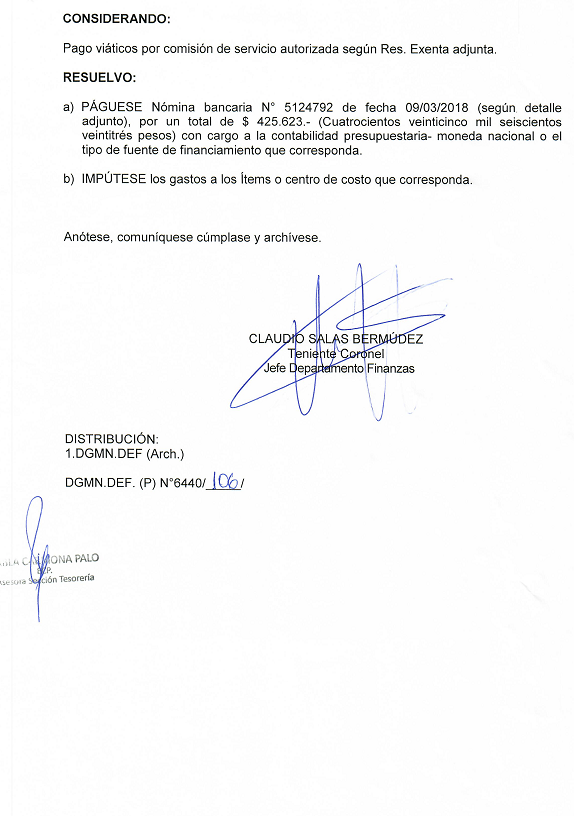 CONSIDERANDO:
Pago viáticos por comisión de servicio autorizada según Res. Exenta adjunta.
RESUELVO:
a) PÁGUESE Nómina bancaria N° 5124792 de fecha 09/03/2018 (según detalle
adjunto), por un total de $ 425.623.- (Cuatrocientos veinticinco mil seiscientos
veintitrés pesos) con cargo a la contabilidad presupuestaria- moneda nacional o el
tipo de fuente de financiamiento que corresponda.
b) IMPÚTESE los gastos a los Ítems o centro de costo que corresponda.
Anótese, comuníquese cúmplase y archívese.
CLAUDIO SALAS BERMÚDEZ
Teniente Coronel
Jefe Departamento Finanzas
DISTRIBUCIÓN:
1.DGMN.DEF (Arch.)
DGMN.DEF. (P) N°6440/ 106 /
CARMONA PALO
Asesora Sección Tesorería